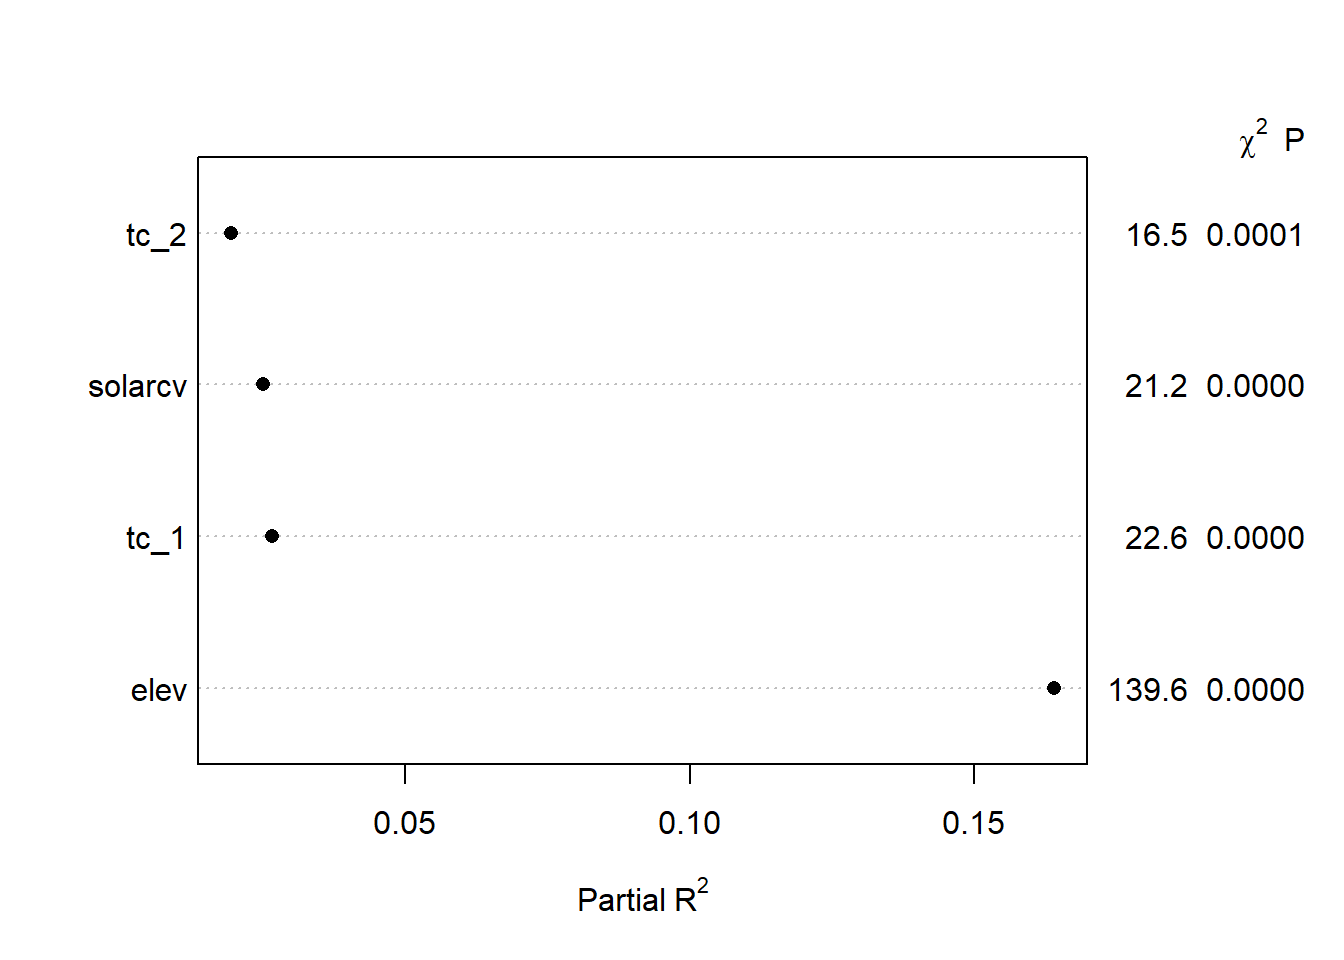 χ² P
tc_2 16.5 0.0001
solarcv 21.2 0.0000
tc_1 22.6 0.0000
elev 139.6 0.0000
0.05 0.10 0.15
Partial R²